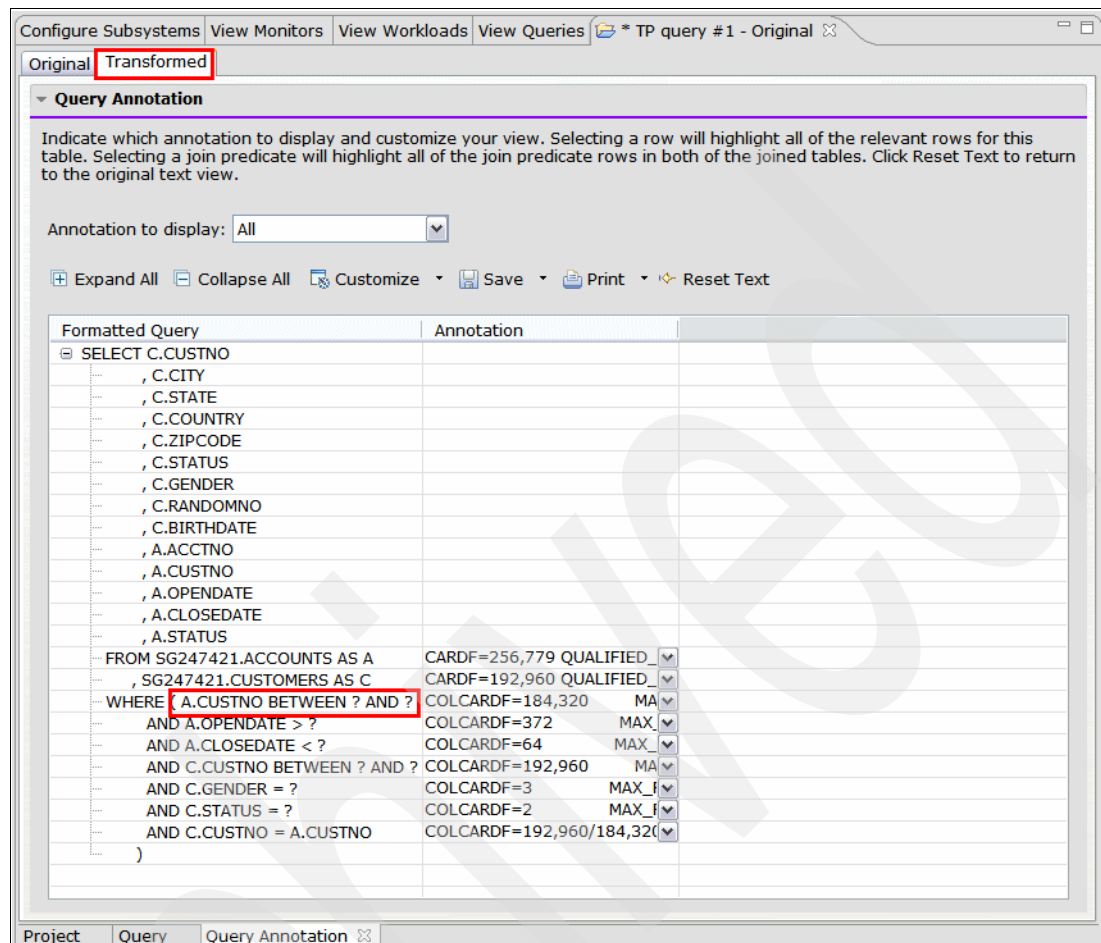 Configure Subsystems View Monitors View Workloads View Queries * TP query #1 - Original
Original Transformed
Query Annotation
Indicate which annotation to display and customize your view. Selecting a row will highlight all of the relevant rows for this
table. Selecting a join predicate will highlight all of the join predicate rows in both of the joined tables. Click Reset Text to return
to the original text view.
Annotation to display: All
Expand All Collapse All Customize Save Print Reset Text
Formatted Query Annotation
SELECT C.CUSTNO
, C.CITY
, C.STATE
, C.COUNTRY
, C.ZIPCODE
, C.STATUS
, C.GENDER
, C.RANDOMNO
, C.BIRTHDATE
, A.ACCTNO
, A.CUSTNO
, A.OPENDATE
, A.CLOSEDATE
, A.STATUS
FROM SG247421.ACCOUNTS AS A CARDF=256,779 QUALIFIED_
, SG247421.CUSTOMERS AS C CARDF=192,960 QUALIFIED_
WHERE ( A.CUSTNO BETWEEN ? AND ? COLCARDF=184,320 MA
AND A.OPENDATE > ? COLCARDF=372 MAX_
AND A.CLOSEDATE < ? COLCARDF=64 MAX_
AND C.CUSTNO BETWEEN ? AND ? COLCARDF=192,960 MA
AND C.GENDER = ? COLCARDF=3 MAX_F
AND C.STATUS = ? COLCARDF=2 MAX_F
AND C.CUSTNO = A.CUSTNO COLCARDF=192,960/184,320
)
Project Query Query Annotation